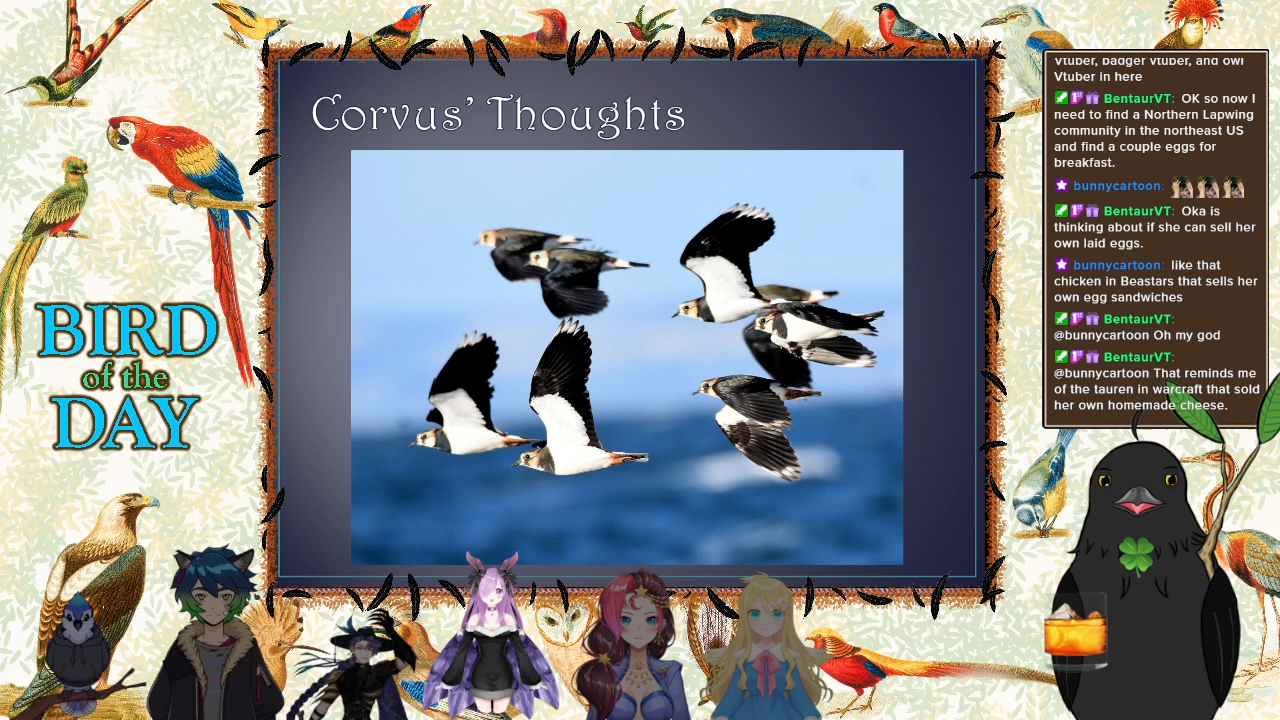 Corvus' Thoughts
BIRD
of the
DAY
Vtuber, badger vtuber, and owl
Vtuber in here
BentaurVT: OK so now I
need to find a Northern Lapwing
community in the northeast US
and find a couple eggs for
breakfast.
bunnycartoon:
BentaurVT: Oka is
thinking about if she can sell her
own laid eggs.
bunnycartoon: like that
chicken in Beastars that sells her
own egg sandwiches
BentaurVT:
@bunnycartoon Oh my god
BentaurVT:
@bunnycartoon That reminds me
of the tauren in warcraft that sold
her own homemade cheese.